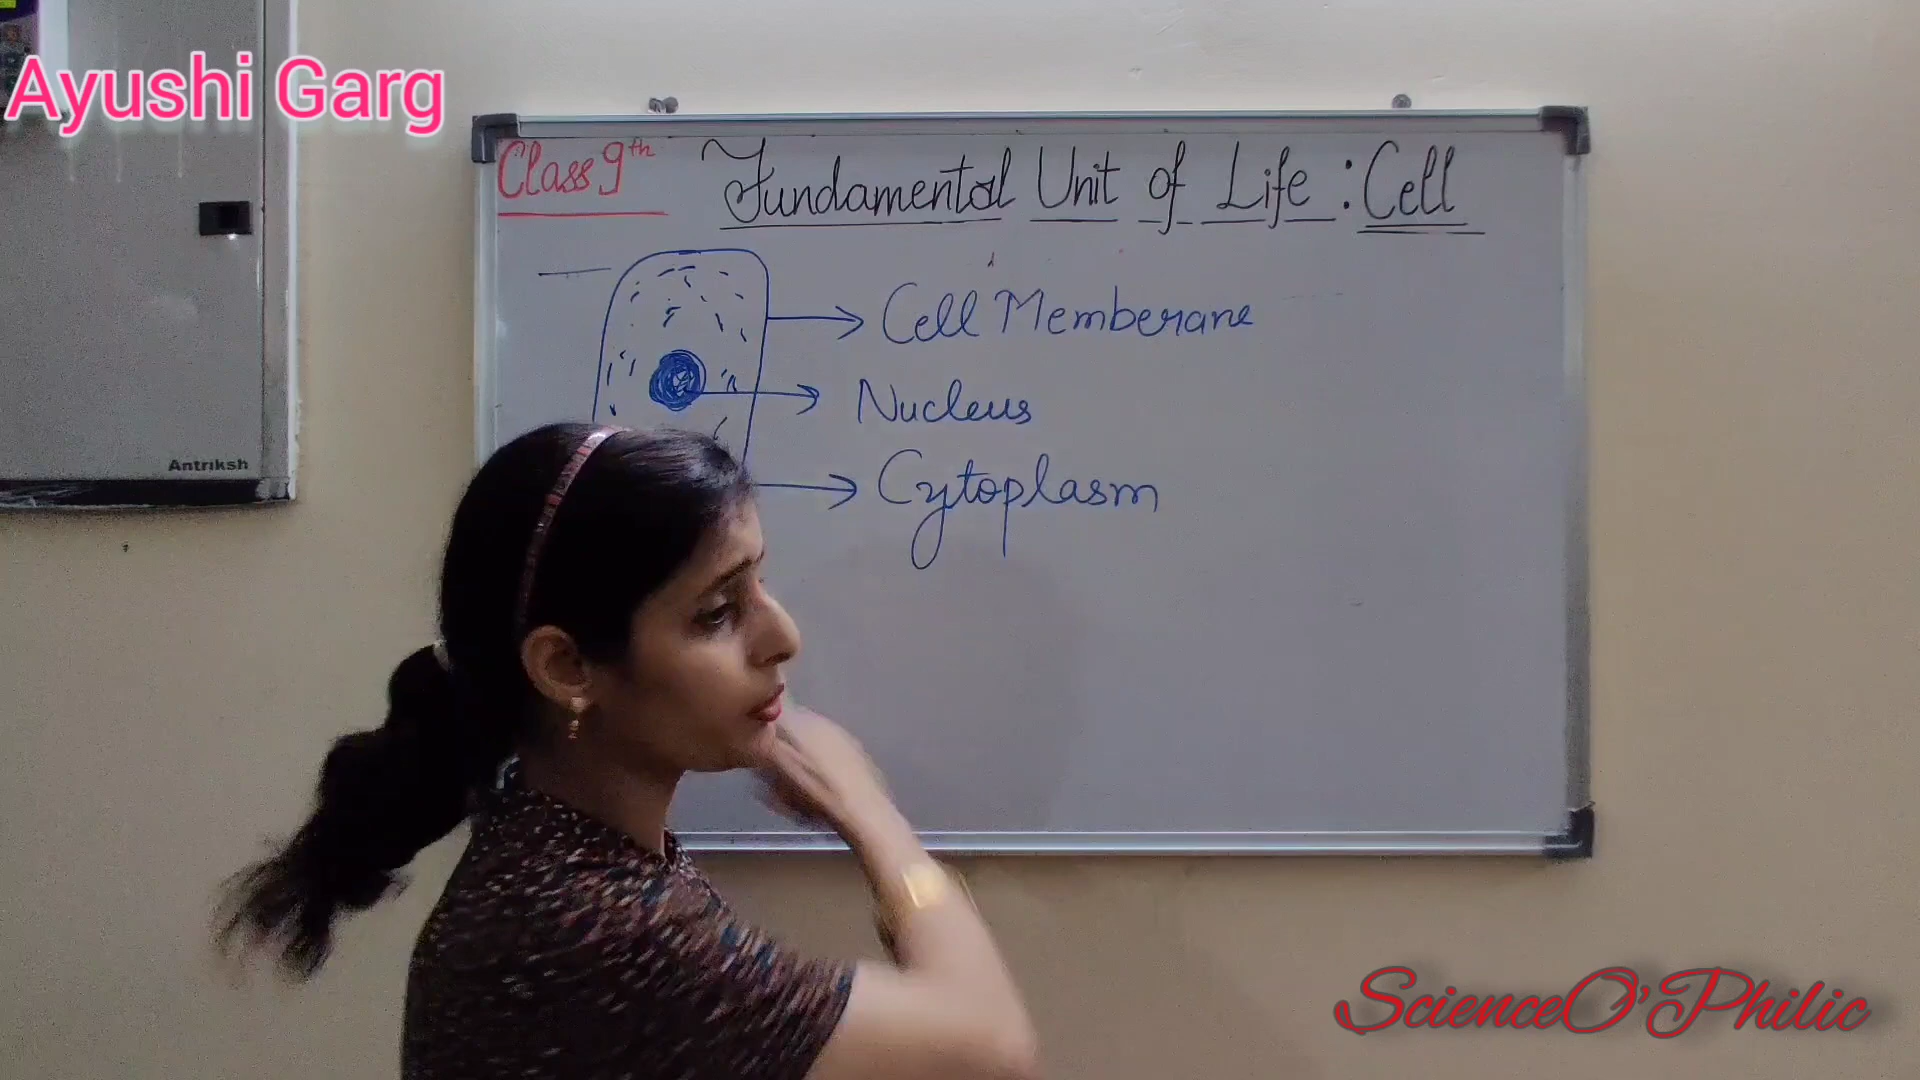 Ayushi Garg
Class 9th
Fundamental Unit of Life : Cell
Cell Memberane
Nucleus
Cytoplasm
Antriksh
ScienceO'Philic